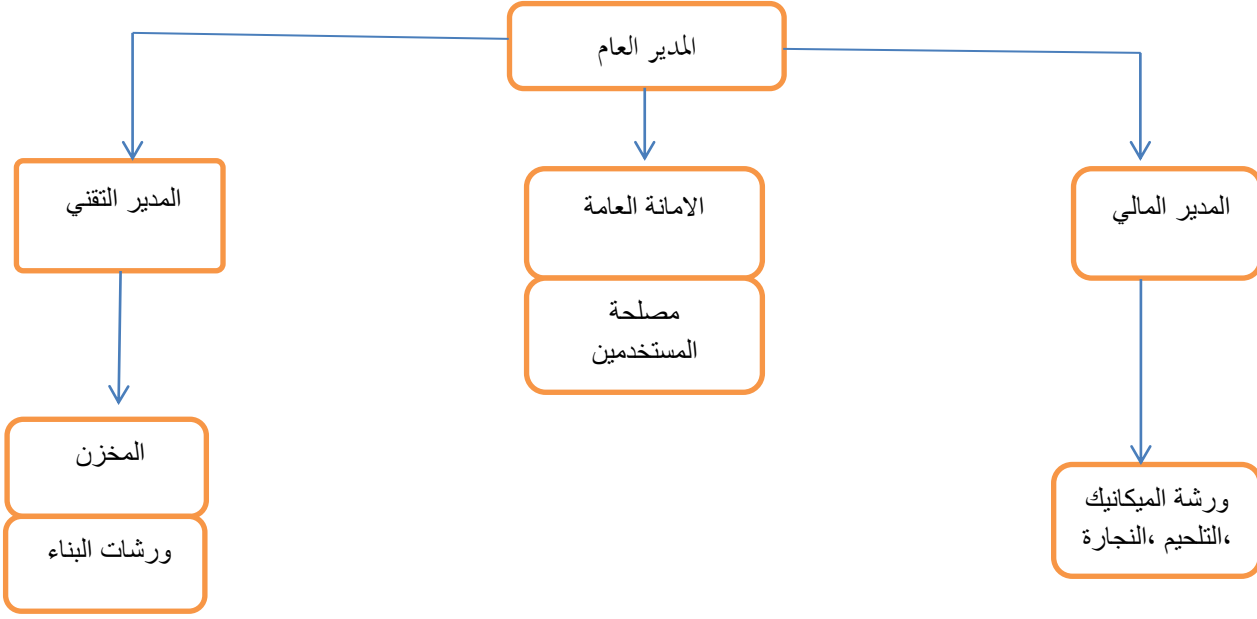 المدير العام
المدير المالي
الامانة العامة
المدير التقني
مصلحة
المستخدمين
المخزن
ورشات البناء
ورشة الميكانيك
،التلحيم ،النجارة